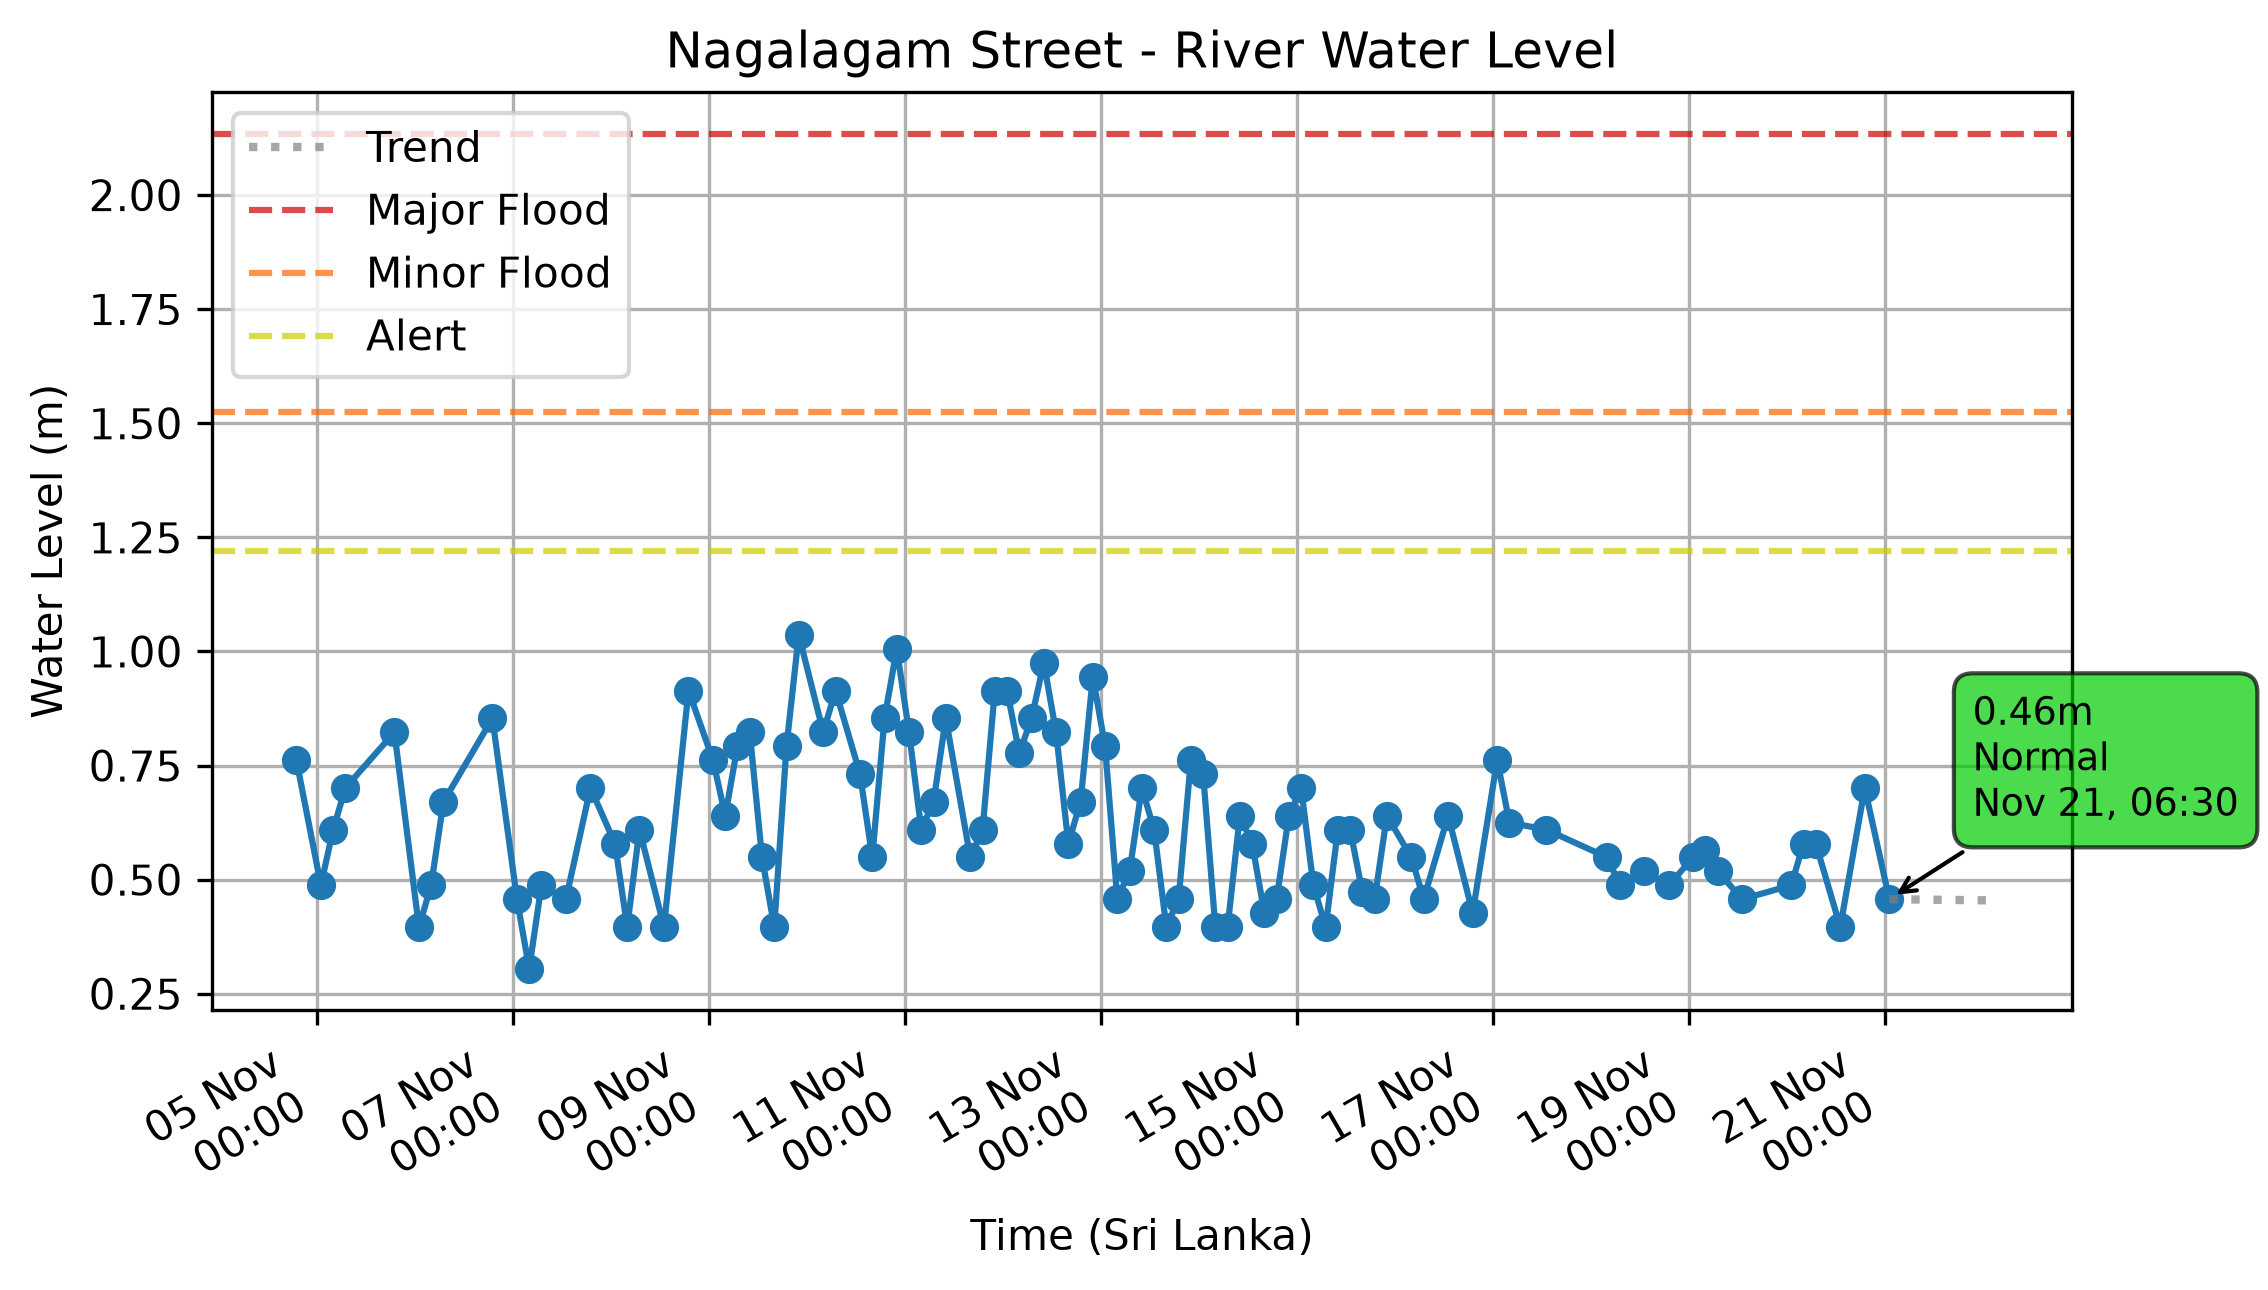 Nagalagam Street - River Water Level
Trend
Major Flood
Minor Flood
Alert
Water Level (m)
2.00
1.75
1.50
1.25
1.00
0.75
0.50
0.25
0.46m
Normal
Nov 21, 06:30
05 Nov
00:00
07 Nov
00:00
09 Nov
00:00
11 Nov
00:00
13 Nov
00:00
15 Nov
00:00
17 Nov
00:00
19 Nov
00:00
21 Nov
00:00
Time (Sri Lanka)